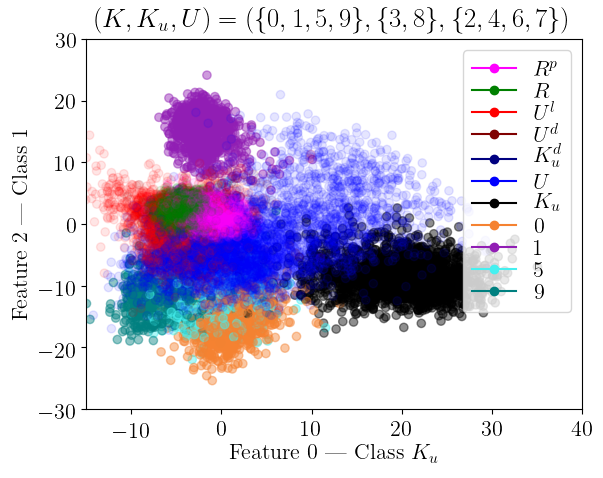 (K, K_u, U) = ({0, 1, 5, 9}, {3, 8}, {2, 4, 6, 7})
30
20
10
0
−10
−20
−30
Feature 2 — Class 1
−10
0
10
20
30
40
Feature 0 — Class K_u
R^p
R
U^l
U^d
K_u^d
U
K_u
0
1
5
9